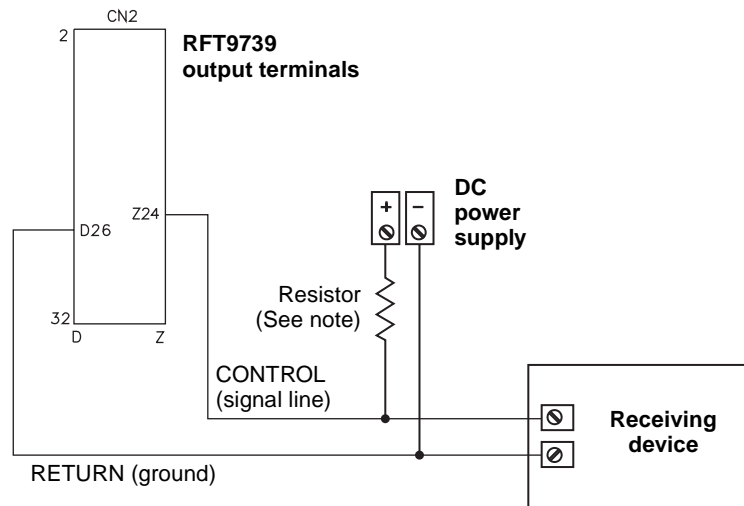 CN2
2
RFT9739
output terminals
Z24
D26
32
D
Z
+
−
DC
power
supply
Resistor
(See note)
CONTROL
(signal line)
Receiving
device
RETURN (ground)